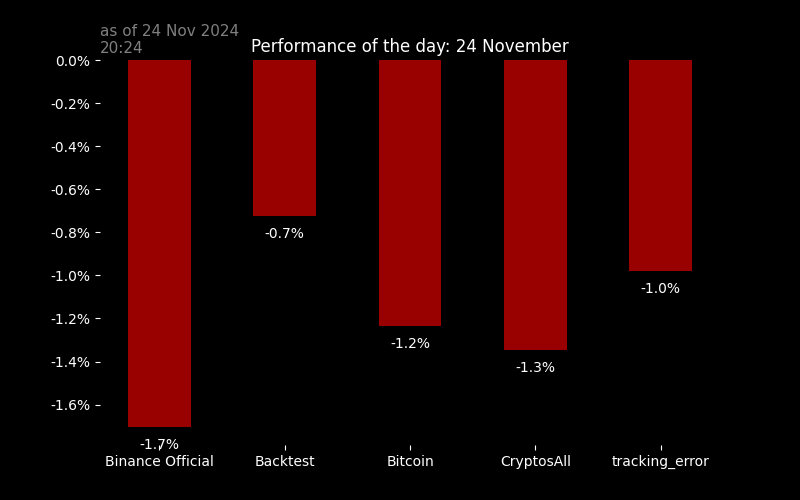 as of 24 Nov 2024
20:24
Performance of the day: 24 November
0.0%
-0.2%
-0.4%
-0.6%
-0.8%
-1.0%
-1.2%
-1.4%
-1.6%
-1.7%
-0.7%
-1.2%
-1.3%
-1.0%
Binance Official
Backtest
Bitcoin
CryptosAll
tracking_error